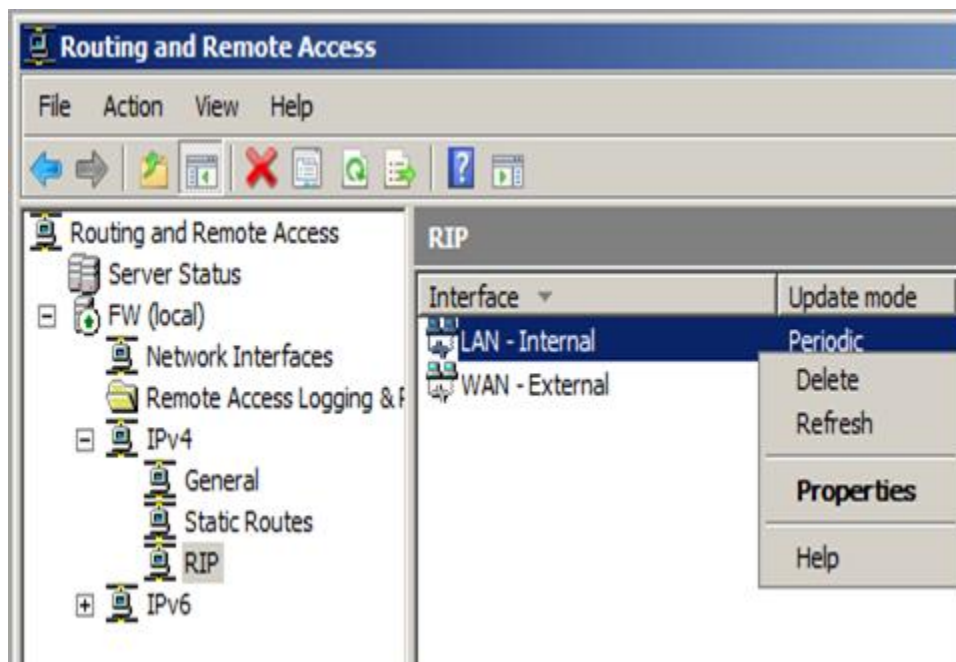 Routing and Remote Access
File Action View Help
Routing and Remote Access
Server Status
FW (local)
Network Interfaces
Remote Access Logging &
IPv4
General
Static Routes
RIP
IPv6
RIP
Interface Update mode
LAN - Internal Periodic
WAN - External
Delete
Refresh
Properties
Help